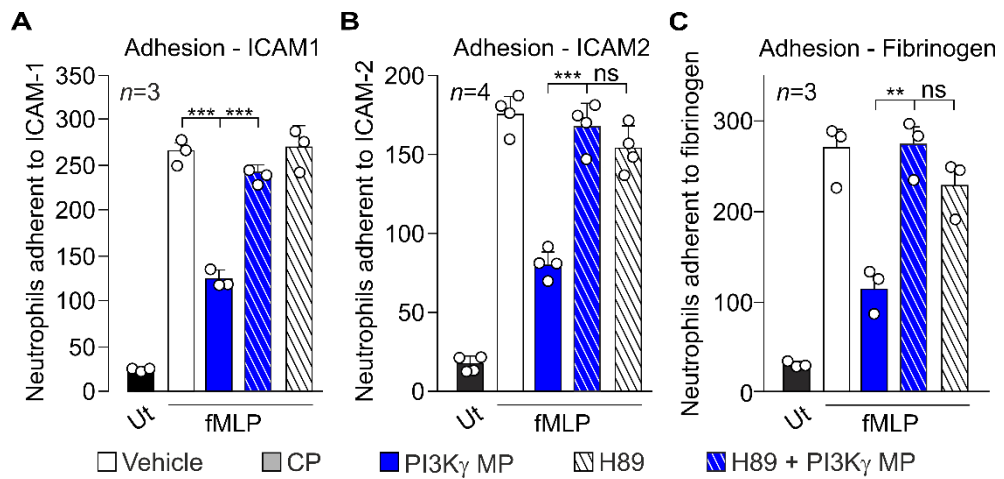 A
Adhesion - ICAM1
Neutrophils adherent to ICAM-1
350
300
250
200
150
100
50
0
n=3
*** ***
Ut
fMLP
B
Adhesion - ICAM2
Neutrophils adherent to ICAM-2
200
150
100
50
0
n=4
*** ns
Ut
fMLP
C
Adhesion - Fibrinogen
Neutrophils adherent to fibrinogen
300
200
100
0
n=3
** ns
Ut
fMLP
Vehicle CP PI3Kγ MP H89 H89 + PI3Kγ MP